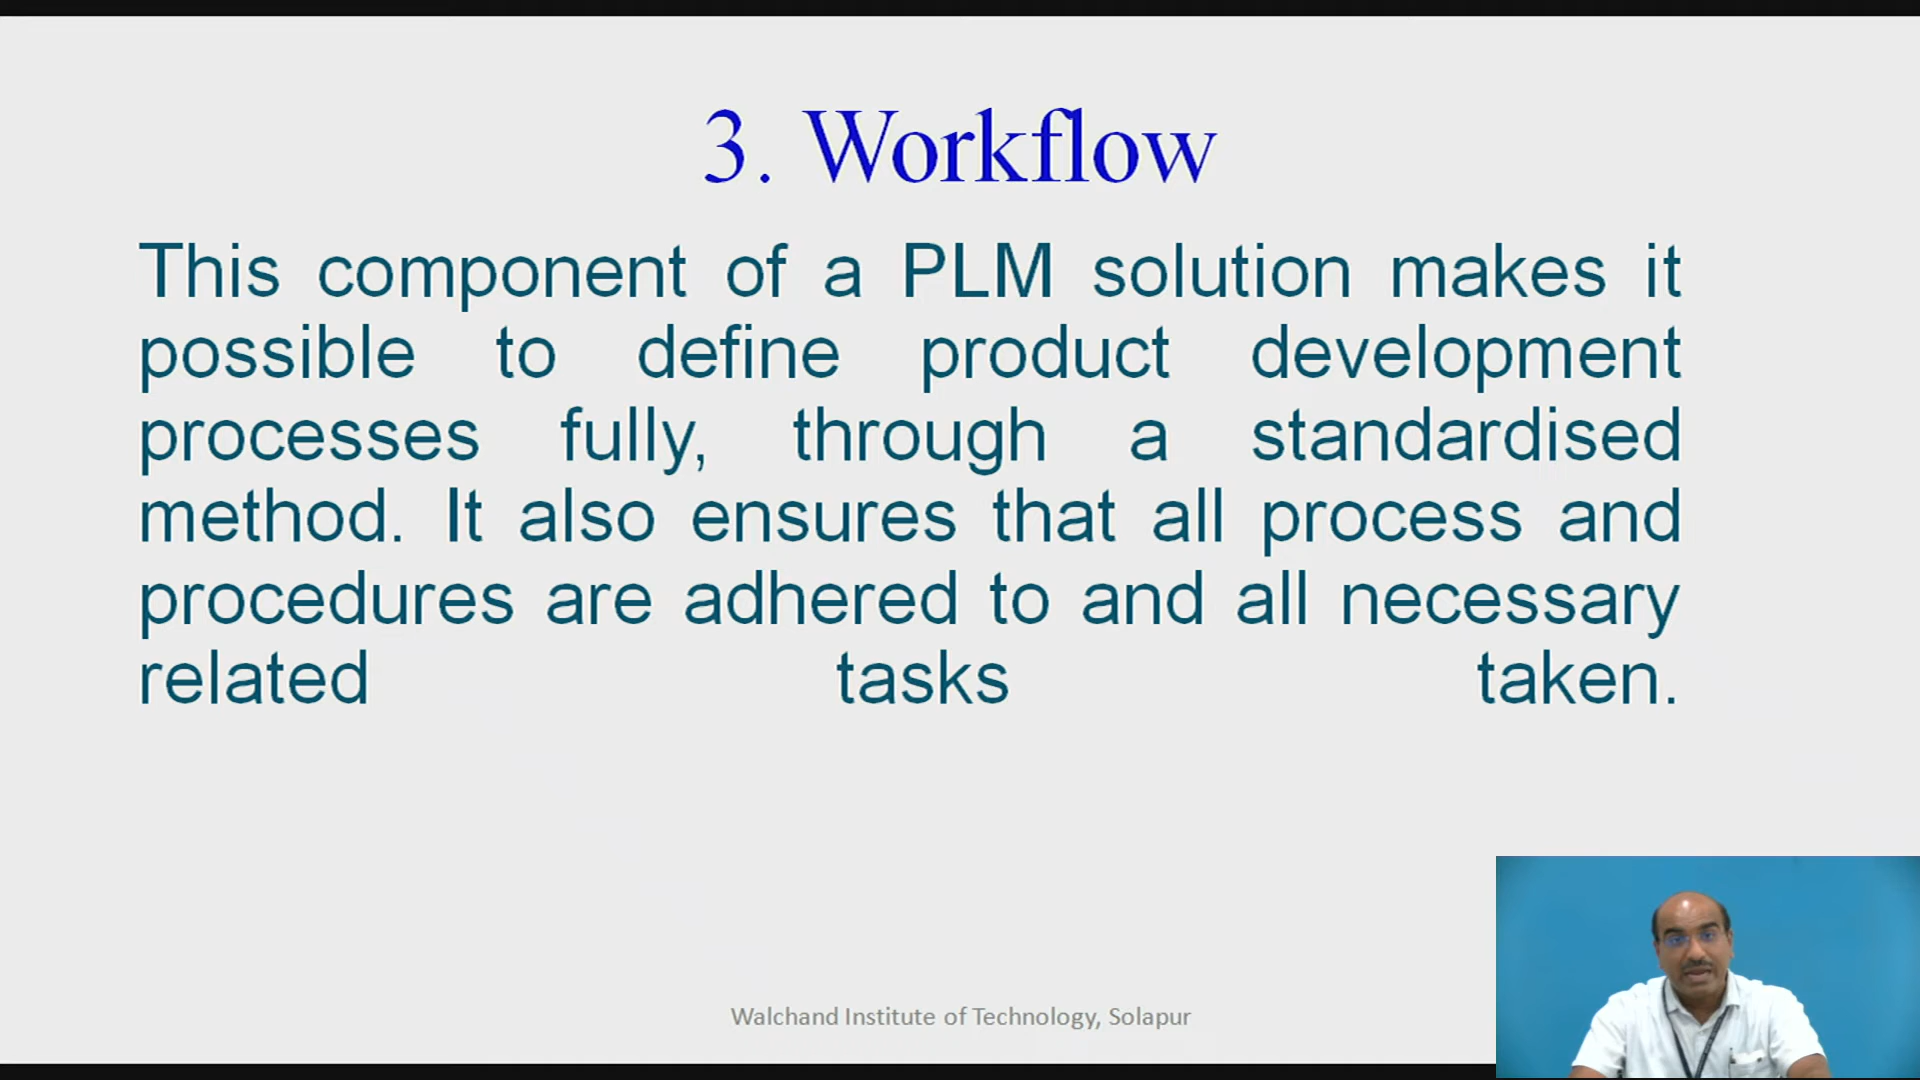 3. Workflow
This component of a PLM solution makes it
possible to define product development
processes fully, through a standardised
method. It also ensures that all process and
procedures are adhered to and all necessary
related tasks taken.
Walchand Institute of Technology, Solapur